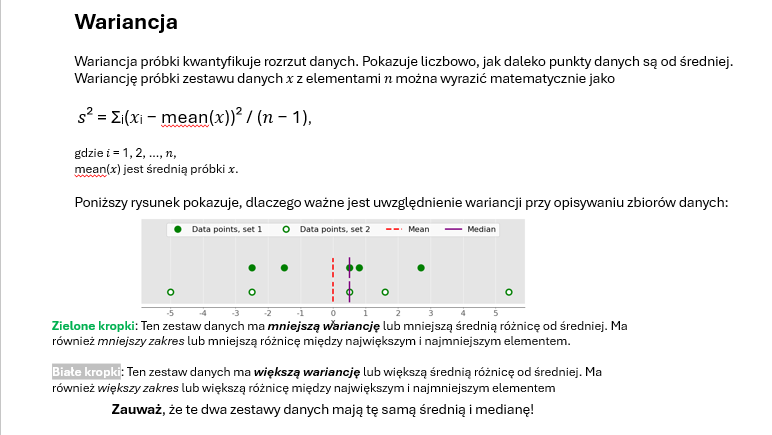 Wariancja
Wariancja próbki kwantyfikuje rozrzut danych. Pokazuje liczbowo, jak daleko punkty danych są od średniej.
Wariancję próbki zestawu danych 𝑥 z elementami 𝑛 można wyrazić matematycznie jako
𝑠² = Σᵢ(𝑥ᵢ − mean(𝑥))² / (𝑛 − 1),
gdzie 𝑖 = 1, 2, …, 𝑛,
mean(𝑥) jest średnią próbki 𝑥.
Poniższy rysunek pokazuje, dlaczego ważne jest uwzględnienie wariancji przy opisywaniu zbiorów danych:
Data points, set 1 Data points, set 2 Mean Median
-5 -4 -3 -2 -1 0 1 2 3 4 5
Zielone kropki: Ten zestaw danych ma mniejszą wariancję lub mniejszą średnią różnicę od średniej. Ma
również mniejszy zakres lub mniejszą różnicę między największym i najmniejszym elementem.
Białe kropki: Ten zestaw danych ma większą wariancję lub większą średnią różnicę od średniej. Ma
również większy zakres lub większą różnicę między największym i najmniejszym elementem
Zauważ, że te dwa zestawy danych mają tę samą średnią i medianę!